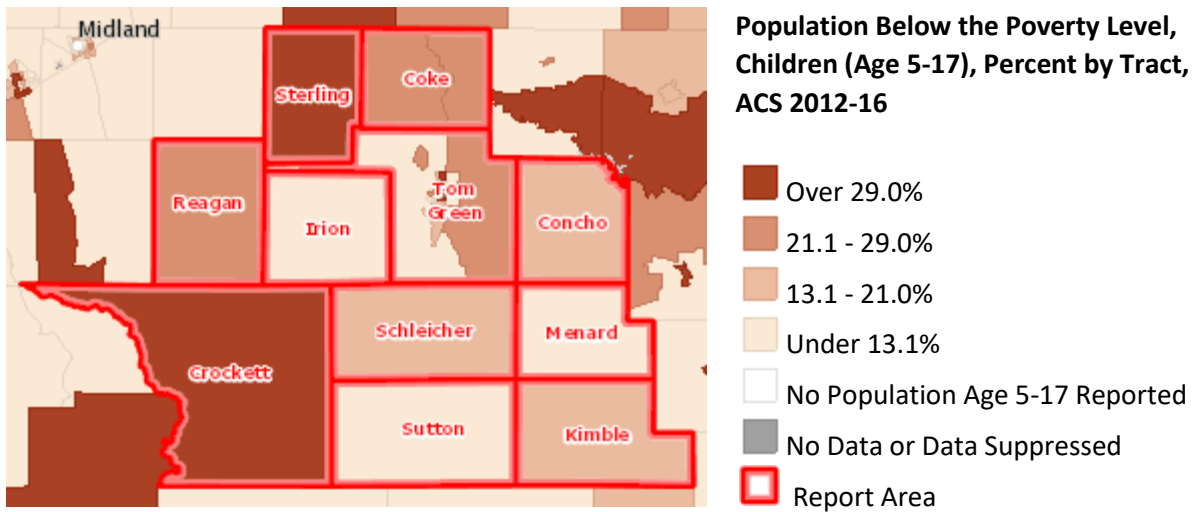 Midland
Sterling
Coke
Reagan
Irion
Tom
Green
Concho
Crockett
Schleicher
Menard
Sutton
Kimble
Population Below the Poverty Level,
Children (Age 5-17), Percent by Tract,
ACS 2012-16
Over 29.0%
21.1 - 29.0%
13.1 - 21.0%
Under 13.1%
No Population Age 5-17 Reported
No Data or Data Suppressed
Report Area